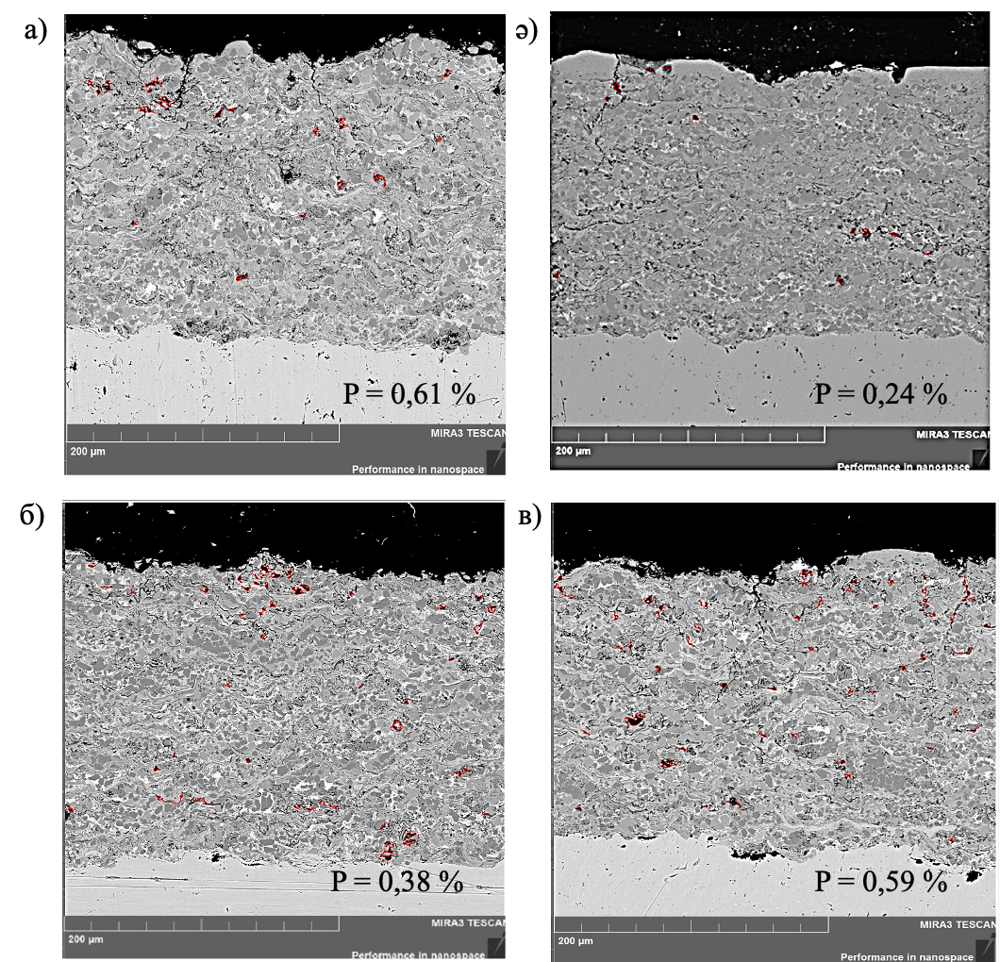 а)
P = 0,61 %
MIRA3 TESCAN
200 µm
Performance in nanospace
ә)
P = 0,24 %
MIRA3 TESCAN
200 µm
Performance in nanospace
б)
P = 0,38 %
MIRA3 TESCAN
200 µm
Performance in nanospace
в)
P = 0,59 %
MIRA3 TESCAN
200 µm
Performance in nanospace